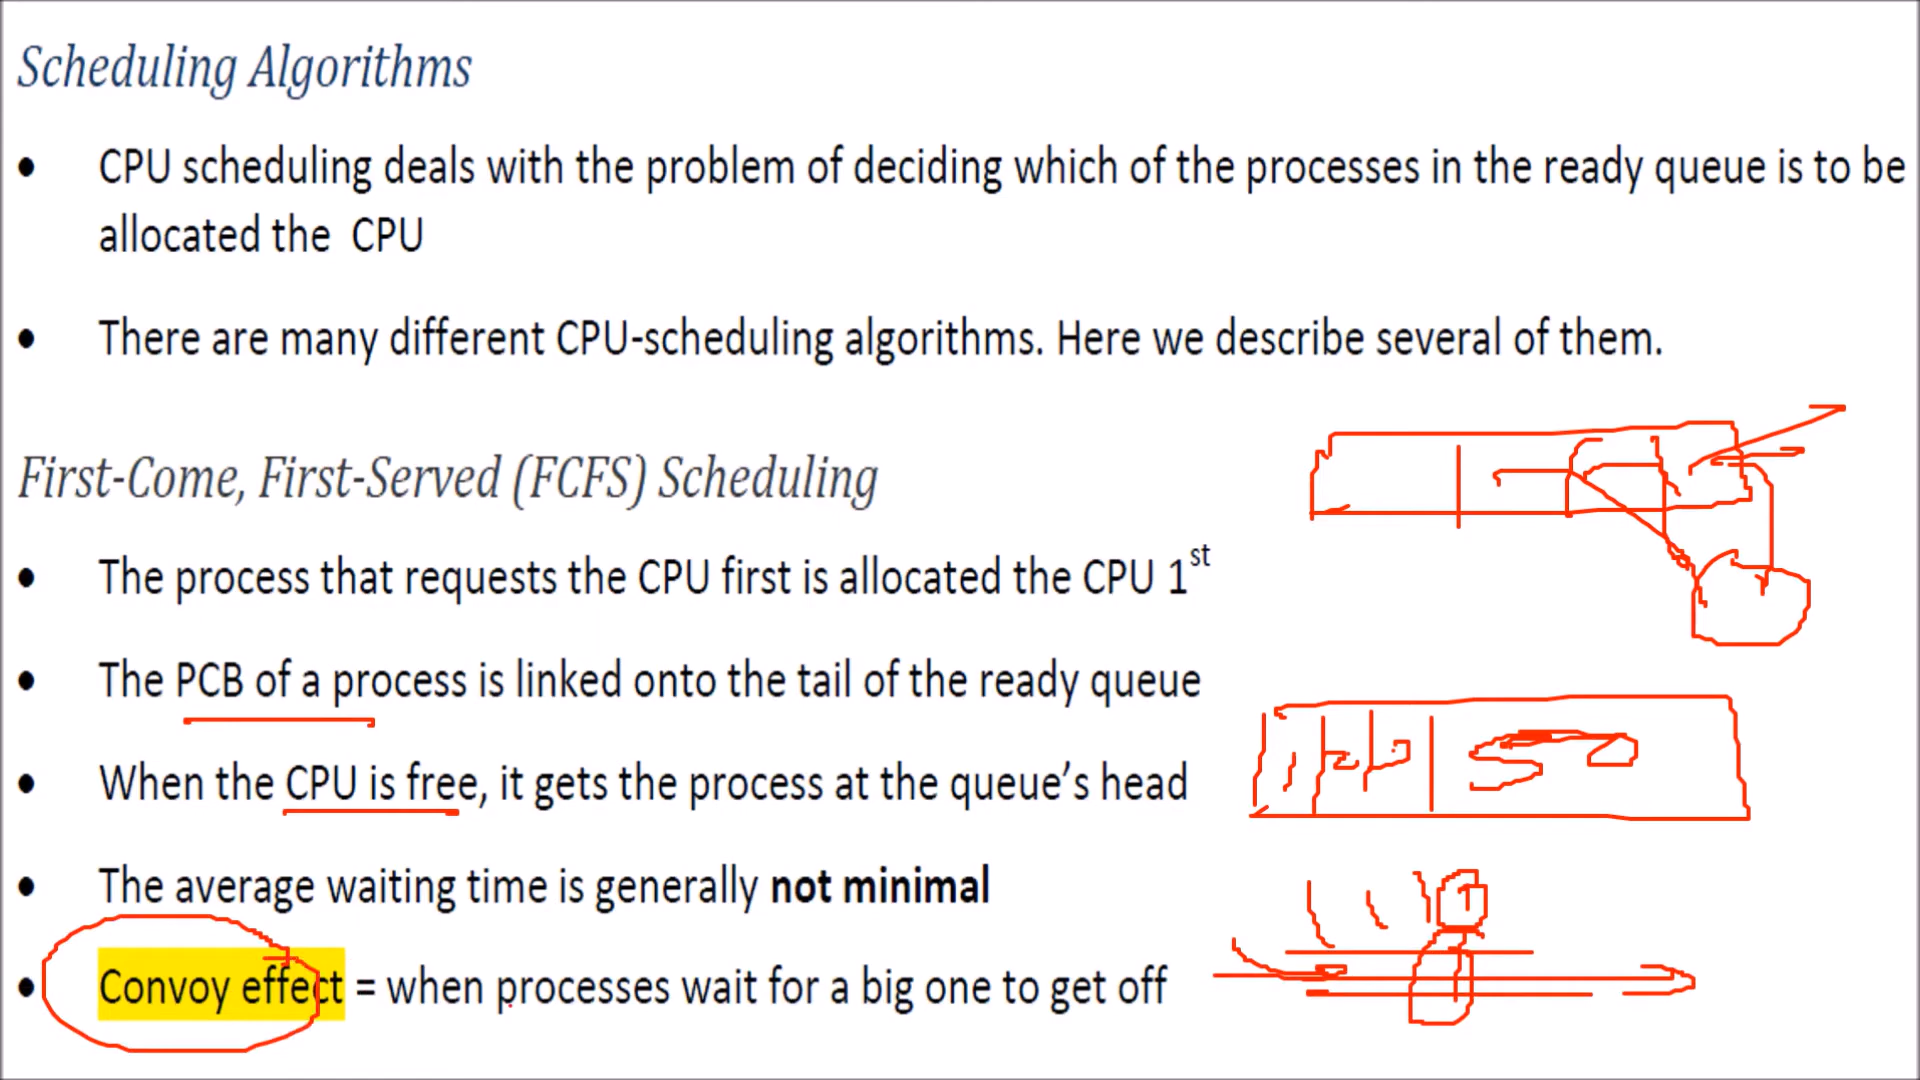 Scheduling Algorithms
• CPU scheduling deals with the problem of deciding which of the processes in the ready queue is to be
allocated the CPU
• There are many different CPU-scheduling algorithms. Here we describe several of them.
First-Come, First-Served (FCFS) Scheduling
• The process that requests the CPU first is allocated the CPU 1st
• The PCB of a process is linked onto the tail of the ready queue
• When the CPU is free, it gets the process at the queue’s head
• The average waiting time is generally not minimal
• Convoy effect = when processes wait for a big one to get off